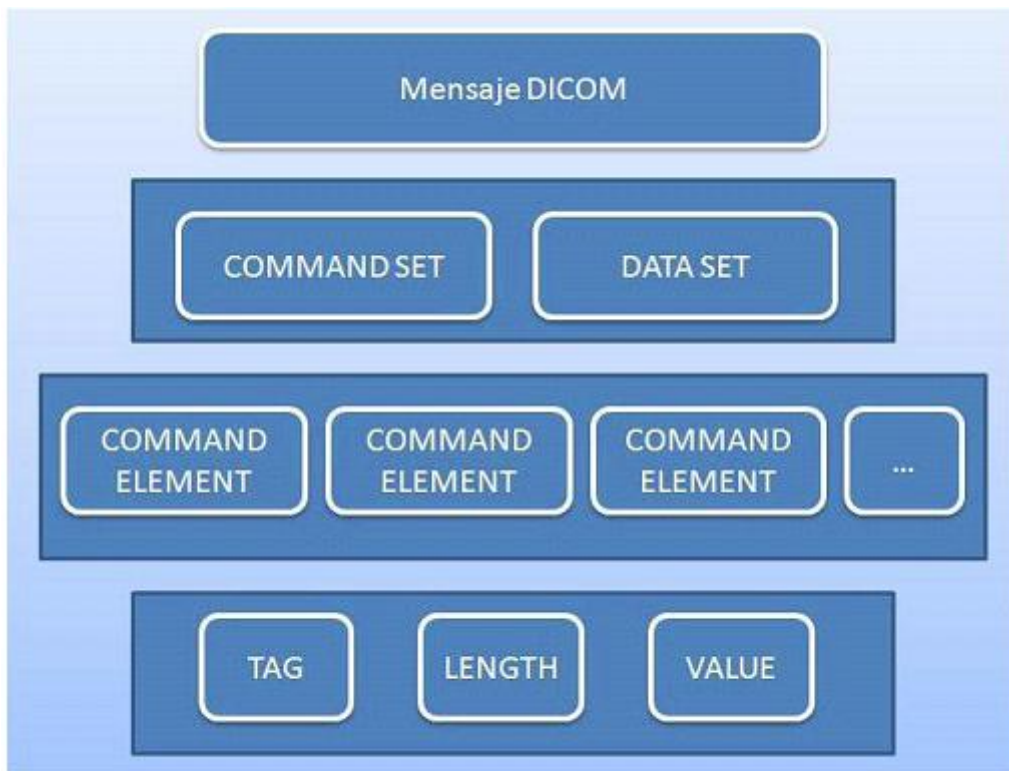 Mensaje DICOM
COMMAND SET
DATA SET
COMMAND
ELEMENT
COMMAND
ELEMENT
COMMAND
ELEMENT
...
TAG
LENGTH
VALUE